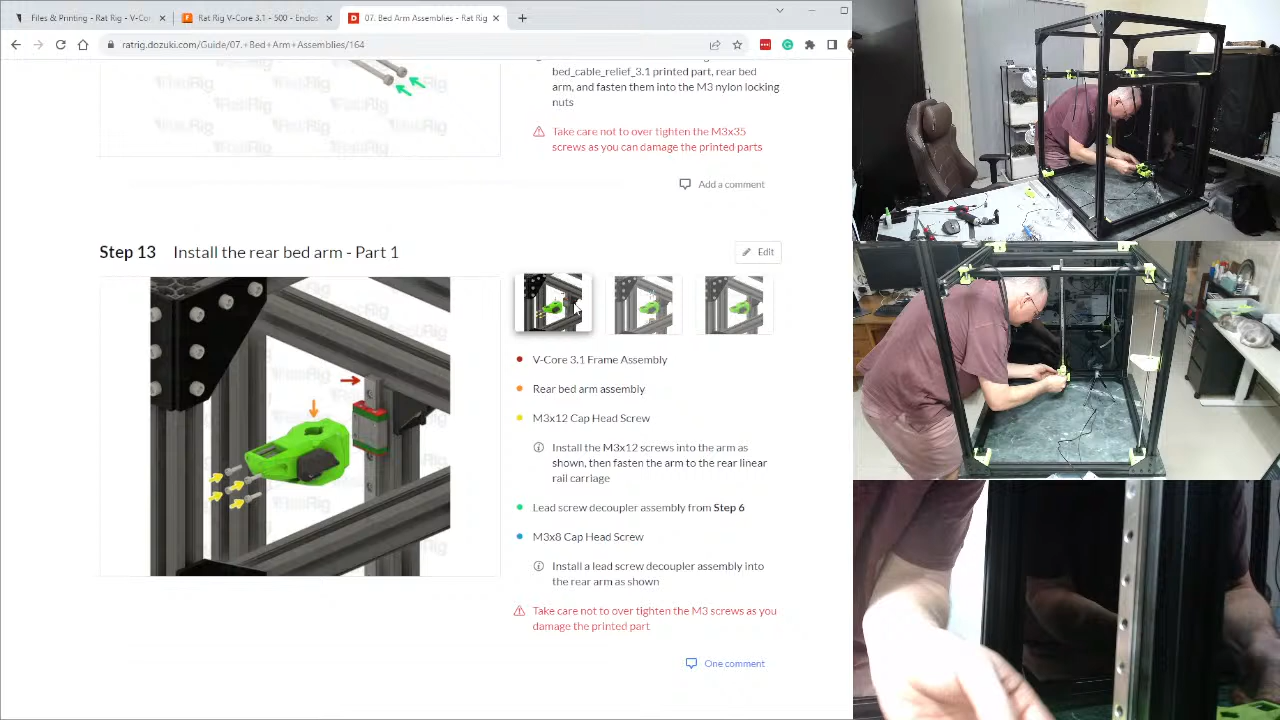 Files & Printing - Rat Rig V-C
Rat Rig V-Core 3.1 - 500 - Endos
07. Bed Arm Assemblies - Rat Rig
ratrig.dozuki.com/Guide/07.+Bed+Arm+Assemblies/164
bed_cable_relief_3.1 printed part, rear bed
arm, and fasten them into the M3 nylon locking
nuts
Take care not to over tighten the M3x35
screws as you can damage the printed parts
Add a comment
Step 13 Install the rear bed arm - Part 1
Edit
V-Core 3.1 Frame Assembly
Rear bed arm assembly
M3x12 Cap Head Screw
Install the M3x12 screws into the arm as
shown, then fasten the arm to the rear linear
rail carriage
Lead screw decoupler assembly from Step 6
M3x8 Cap Head Screw
Install a lead screw decoupler assembly into
the rear arm as shown
Take care not to over tighten the M3 screws as you
damage the printed part
One comment